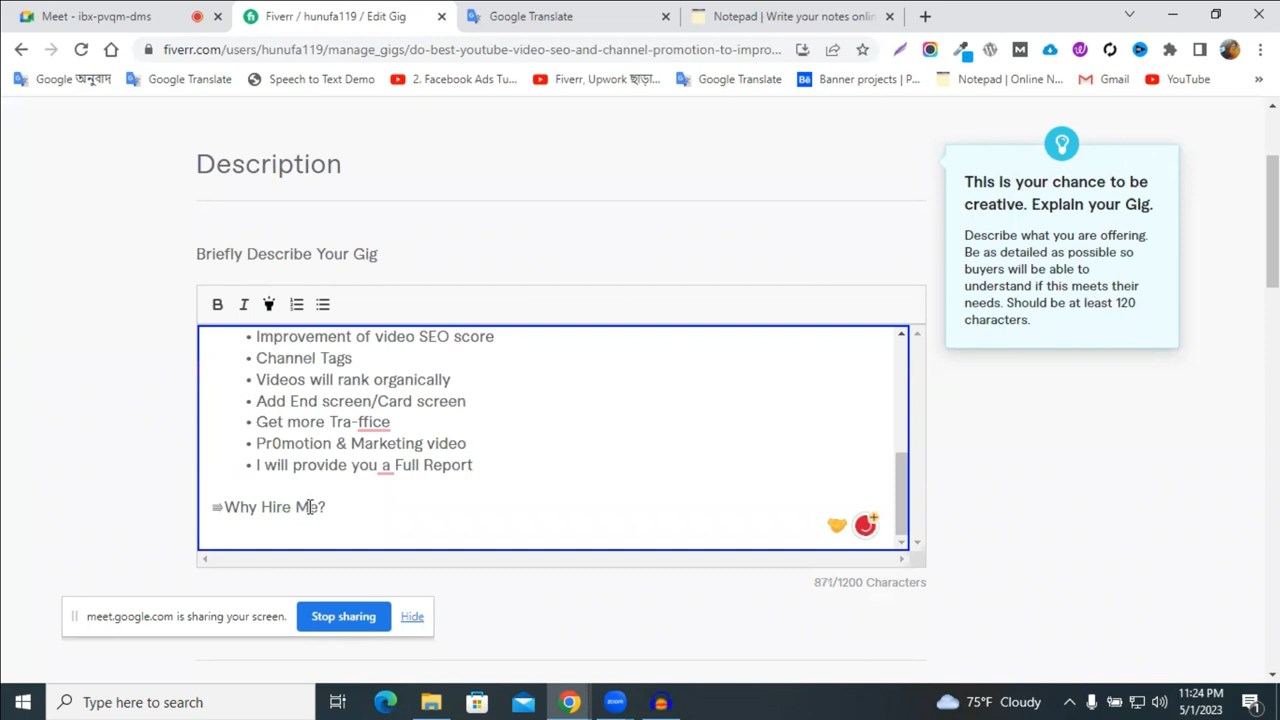 Meet - ibx-pvqm-dms
Fiverr / hunufa119 / Edit Gig
Google Translate
Notepad | Write your notes onlin
fiverr.com/users/hunufa119/manage_gigs/do-best-youtube-video-seo-and-channel-promotion-to-impro...
Google অনুবাদ
Google Translate
Speech to Text Demo
2. Facebook Ads Tu...
Fiverr, Upwork ছাড়া...
Google Translate
Banner projects | P...
Notepad | Online N...
Gmail
YouTube
»
Description
Briefly Describe Your Gig
B I
• Improvement of video SEO score
• Channel Tags
• Videos will rank organically
• Add End screen/Card screen
• Get more Tra-ffice
• Pr0motion & Marketing video
• I will provide you a Full Report
⇛Why Hire Me?
871/1200 Characters
This is your chance to be
creative. Explain your Gig.
Describe what you are offering.
Be as detailed as possible so
buyers will be able to
understand if this meets their
needs. Should be at least 120
characters.
meet.google.com is sharing your screen.
Stop sharing
Hide
Type here to search
zoom
75°F Cloudy
11:24 PM
5/1/2023
1